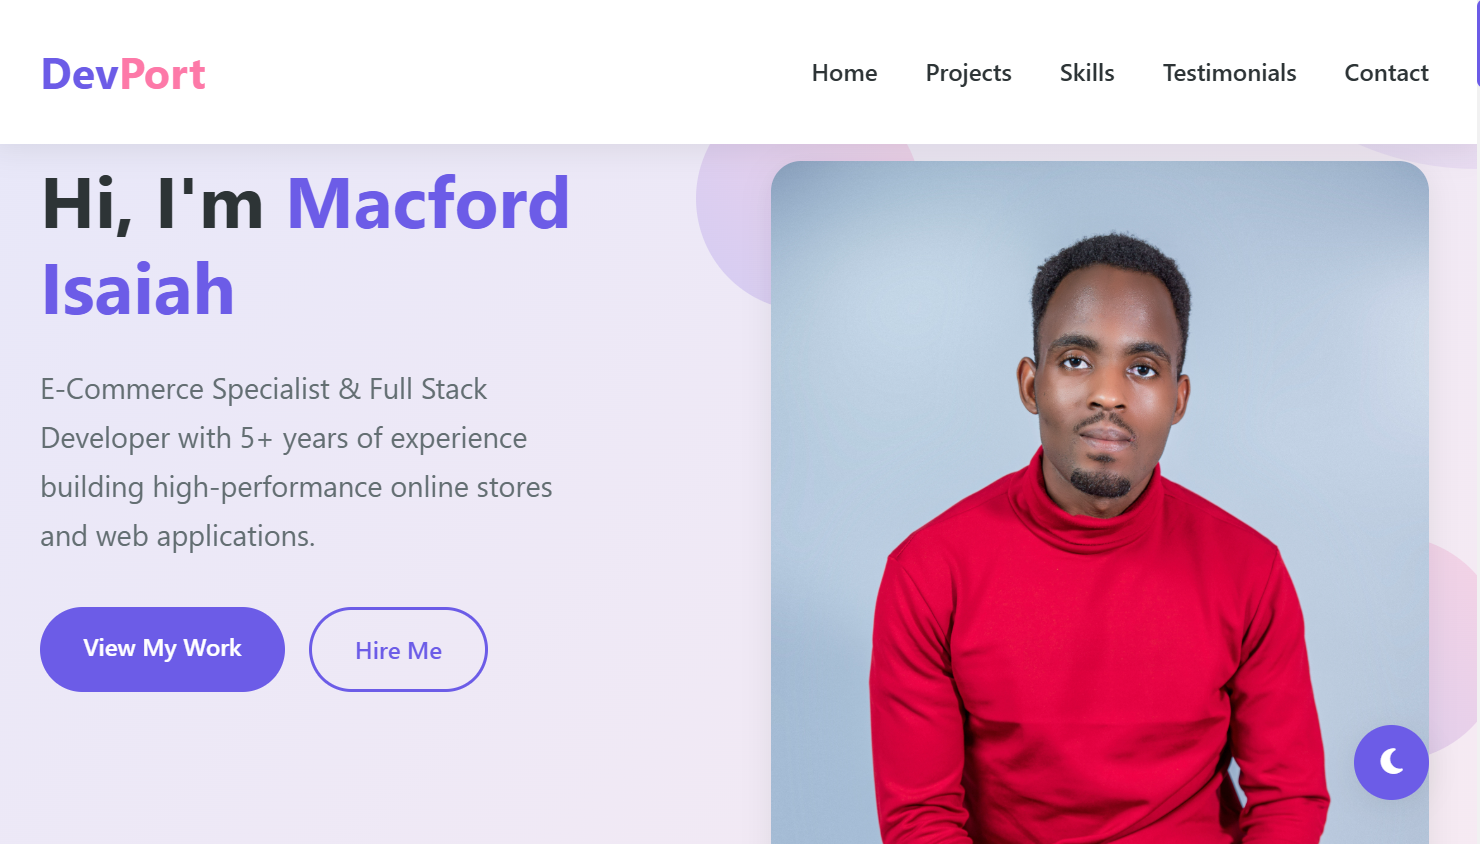 DevPort
Home Projects Skills Testimonials Contact
Hi, I'm Macford
Isaiah
E-Commerce Specialist & Full Stack
Developer with 5+ years of experience
building high-performance online stores
and web applications.
View My Work
Hire Me